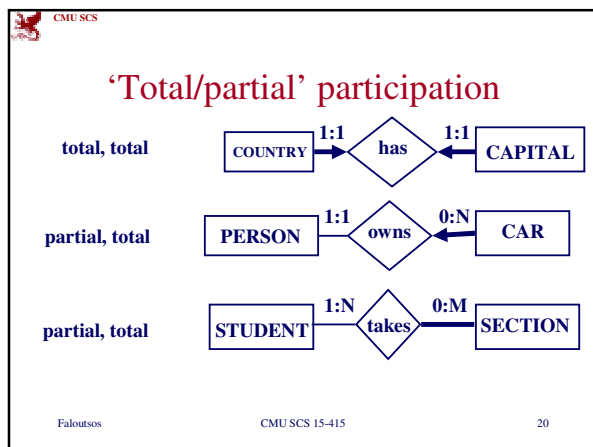 CMU SCS
‘Total/partial’ participation
1:1 1:1
total, total COUNTRY has CAPITAL
1:1 0:N
partial, total PERSON owns CAR
1:N 0:M
partial, total STUDENT takes SECTION
Faloutsos CMU SCS 15-415 20